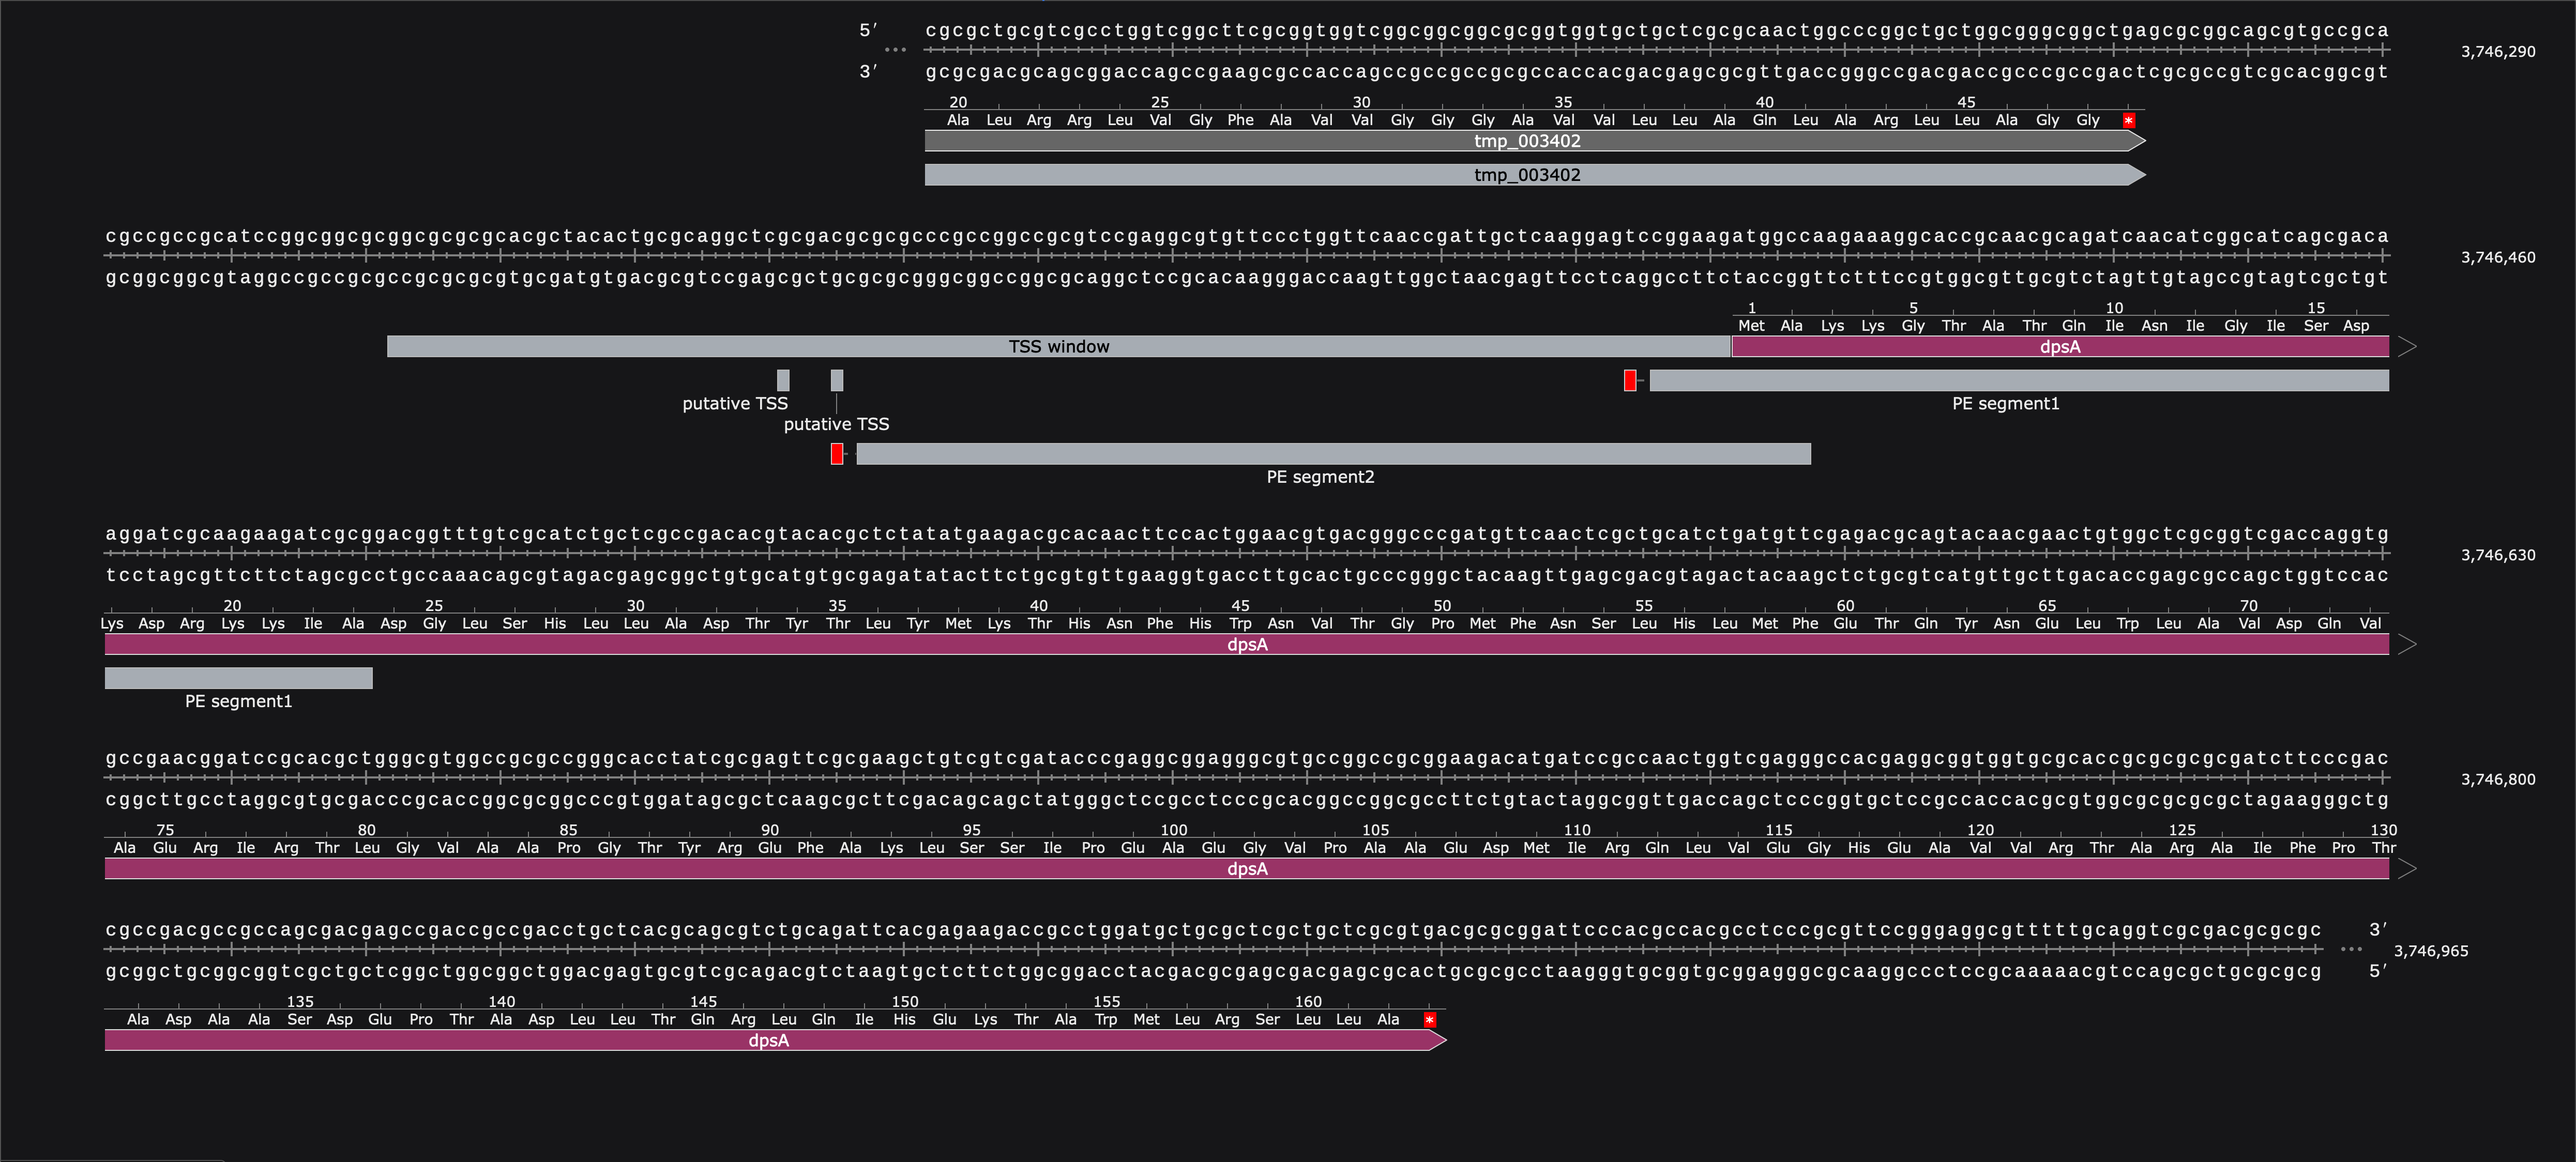 5′ cgcgctgcgtcgcctggtcggcttcgcggtggtcggcggcggcgcggtggtgctgctcgcgcaactggcccggctgctggcgggcggctgagcgcggcagcgtgccgca
3,746,290
3′ gcgcgacgcagcggaccagccgaagcgccaccagccgccgccgcgccaccacgacgagcgcgttgaccgggccgacgaccgcccgccgactcgcgccgtcgcacggcgt
20 25 30 35 40 45
Ala Leu Arg Arg Leu Val Gly Phe Ala Val Val Gly Gly Gly Ala Val Val Leu Leu Ala Gln Leu Ala Arg Leu Leu Ala Gly Gly *
tmp_003402
tmp_003402
cgccgccgcatccggcggcgcggcgcgcgcacgctacactgcgcaggctcgcgacgcgcgcccgccggccgcgtccgaggcgtgttccctggttcaaccgattgctcaaggagtccggaagatggccaagaaaggcaccgcaacgcagatcaacatcggcatcagcgaca
3,746,460
gcggcggcgtaggccgccgcgccgcgcgcgtgcgatgtgacgcgtccgagcgctgcgcgcgggcggccggcgcaggctccgcacaagggaccaagttggctaacgagttcctcaggccttctaccggttctttccgtggcgttgcgtctagttgtagccgtagtcgctgt
1 5 10 15
Met Ala Lys Lys Gly Thr Ala Thr Gln Ile Asn Ile Gly Ile Ser Asp
TSS window dpsA
putative TSS PE segment1
putative TSS
PE segment2
aggatcgcaagaagatcgcggacggtttgtcgcatctgctcgccgacacgtacacgctctatatgaagacgcacaacttccactggaacgtgacgggcccgatgttcaactcgctgcatctgatgttcgagacgcagtacaacgaactgtggctcgcggtcgaccaggtg
3,746,630
tcctagcgttcttctagcgcctgccaaacagcgtagacgagcggctgtgcatgtgcgagatatacttctgcgtgttgaaggtgaccttgcactgcccgggctacaagttgagcgacgtagactacaagctctgcgtcatgttgcttgacaccgagcgccagctggtccac
20 25 30 35 40 45 50 55 60 65 70
Lys Asp Arg Lys Lys Ile Ala Asp Gly Leu Ser His Leu Leu Ala Asp Thr Tyr Thr Leu Tyr Met Lys Thr His Asn Phe His Trp Asn Val Thr Gly Pro Met Phe Asn Ser Leu His Leu Met Phe Glu Thr Gln Tyr Asn Glu Leu Trp Leu Ala Val Asp Gln Val
dpsA
PE segment1
gccgaacggatccgcacgctgggcgtggccgcgccgggcacctatcgcgagttcgcgaagctgtcgtcgatacccgaggcggagggcgtgccggccgcggaagacatgatccgccaactggtcgagggccacgaggcggtggtgcgcaccgcgcgcgcgatcttcccgac
3,746,800
cggcttgcctaggcgtgcgacccgcaccggcgcggcccgtggatagcgctcaagcgcttcgacagcagctatgggctccgcctcccgcacggccggcgccttctgtactaggcggttgaccagctcccggtgctccgccaccacgcgtggcgcgcgcgctagaagggctg
75 80 85 90 95 100 105 110 115 120 125 130
Ala Glu Arg Ile Arg Thr Leu Gly Val Ala Ala Pro Gly Thr Tyr Arg Glu Phe Ala Lys Leu Ser Ser Ile Pro Glu Ala Glu Gly Val Pro Ala Ala Glu Asp Met Ile Arg Gln Leu Val Glu Gly His Glu Ala Val Val Arg Thr Ala Arg Ala Ile Phe Pro Thr
dpsA
cgccgacgccgccagcgacgagccgaccgccgacctgctcacgcagcgtctgcagattcacgagaagaccgcctggatgctgcgctcgctgctcgcgtgacgcgcggattcccacgccacgcctcccgcgttccgggaggcgtttttgcaggtcgcgacgcgcgc 3′
3,746,965
gcggctgcggcggtcgctgctcggctggcggctggacgagtgcgtcgcagacgtctaagtgctcttctggcggacctacgacgcgagcgacgagcgcactgcgcgcctaagggtgcggtgcggagggcgcaaggccctccgcaaaaacgtccagcgctgcgcgcg 5′
135 140 145 150 155 160
Ala Asp Ala Ala Ser Asp Glu Pro Thr Ala Asp Leu Leu Thr Gln Arg Leu Gln Ile His Glu Lys Thr Ala Trp Met Leu Arg Ser Leu Leu Ala *
dpsA